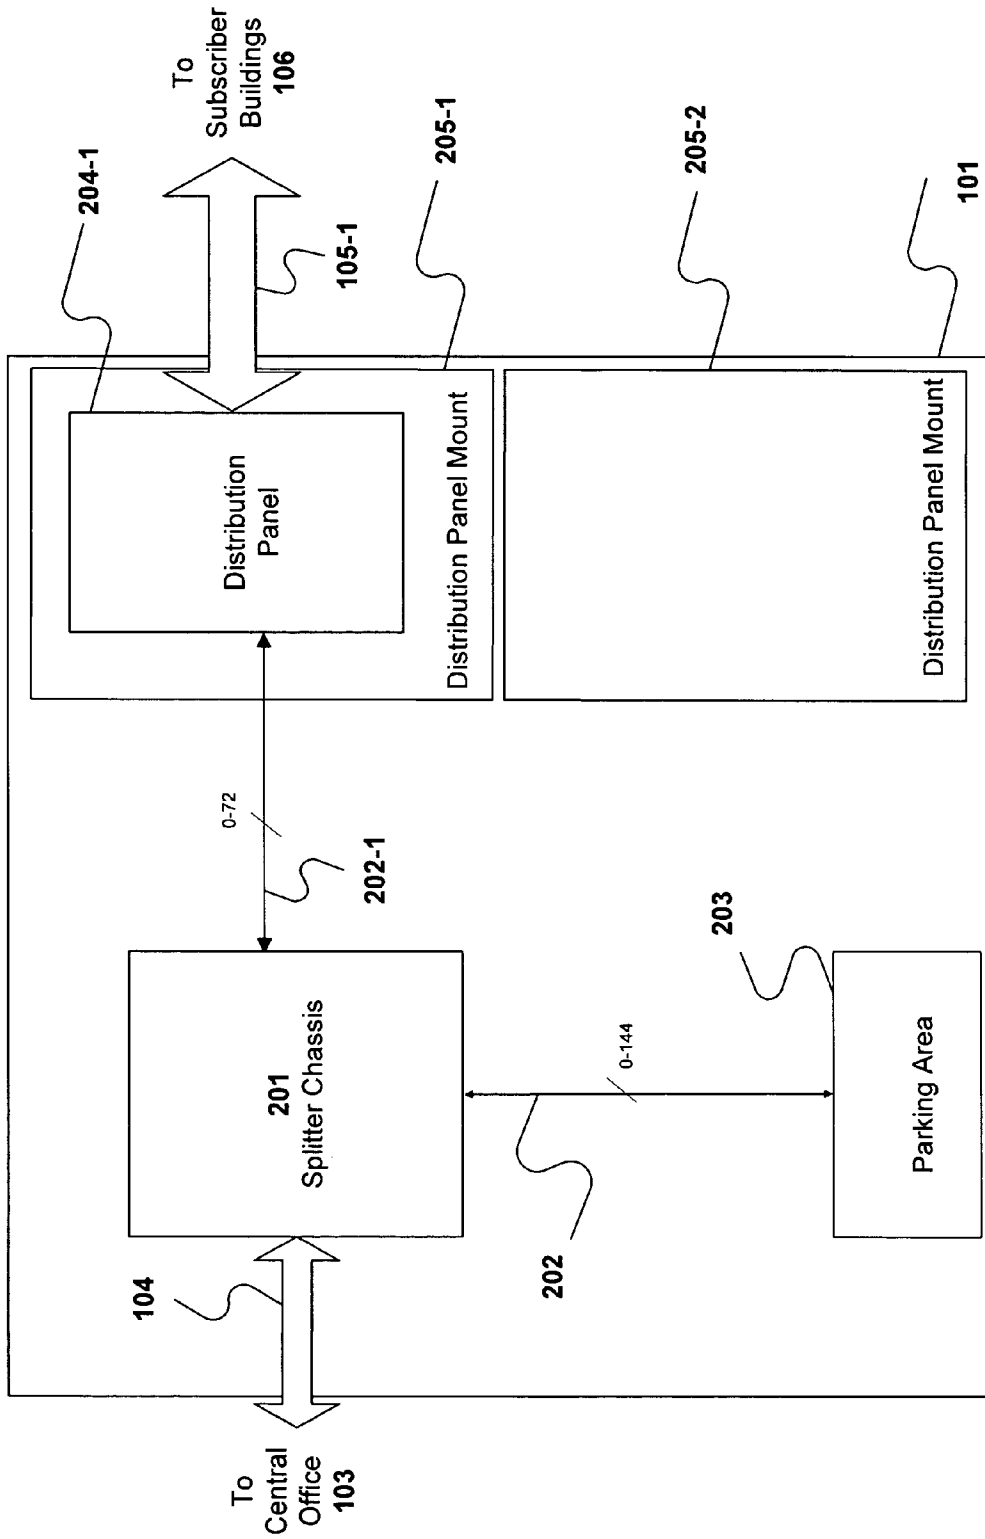 To
Subscriber
Buildings
106
204-1
105-1
205-1
205-2
101
Distribution
Panel
Distribution Panel Mount
Distribution Panel Mount
0-72
202-1
201
Splitter Chassis
203
0-144
202
Parking Area
104
To
Central
Office
103